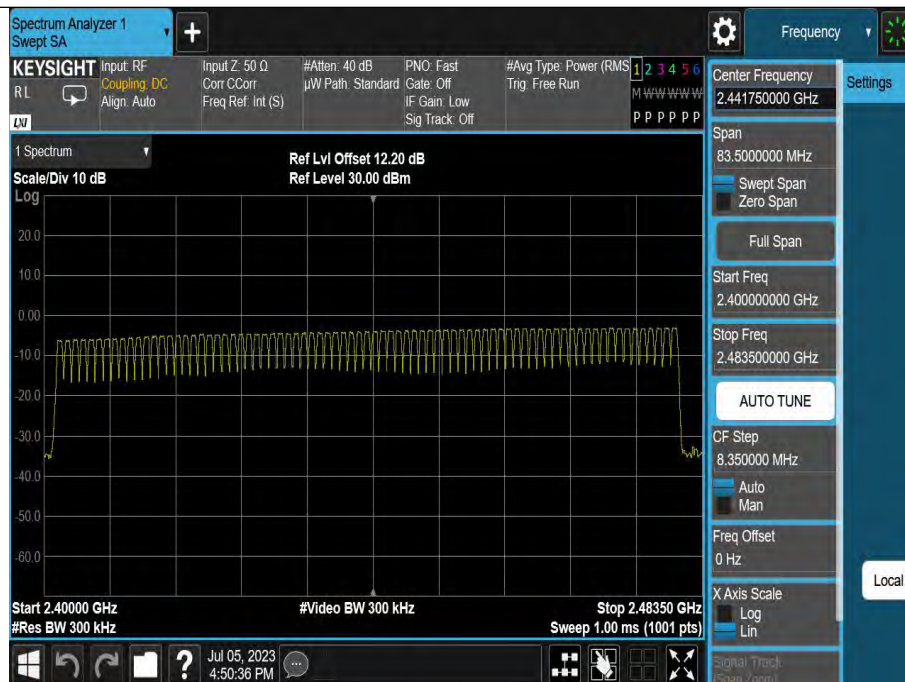 Spectrum Analyzer 1
Swept SA
+
Frequency
KEYSIGHT
RL
LXI
Input: RF
Coupling: DC
Align: Auto
Input Z: 50 Ω
Corr CCorr
Freq Ref: Int (S)
#Atten: 40 dB
µW Path: Standard
PNO: Fast
Gate: Off
IF Gain: Low
Sig Track: Off
#Avg Type: Power (RMS
Trig: Free Run
1 2 3 4 5 6
M W W W W W
P P P P P P
1 Spectrum
Scale/Div 10 dB
Ref Lvl Offset 12.20 dB
Ref Level 30.00 dBm
Log
20.0
10.0
0.00
-10.0
-20.0
-30.0
-40.0
-50.0
-60.0
Start 2.40000 GHz
#Res BW 300 kHz
#Video BW 300 kHz
Stop 2.48350 GHz
Sweep 1.00 ms (1001 pts)
Center Frequency
2.441750000 GHz
Span
83.5000000 MHz
Swept Span
Zero Span
Full Span
Start Freq
2.400000000 GHz
Stop Freq
2.483500000 GHz
AUTO TUNE
CF Step
8.350000 MHz
Auto
Man
Freq Offset
0 Hz
X Axis Scale
Log
Lin
Signal Track
(Span Zoom)
Settings
Local
?
Jul 05, 2023
4:50:36 PM